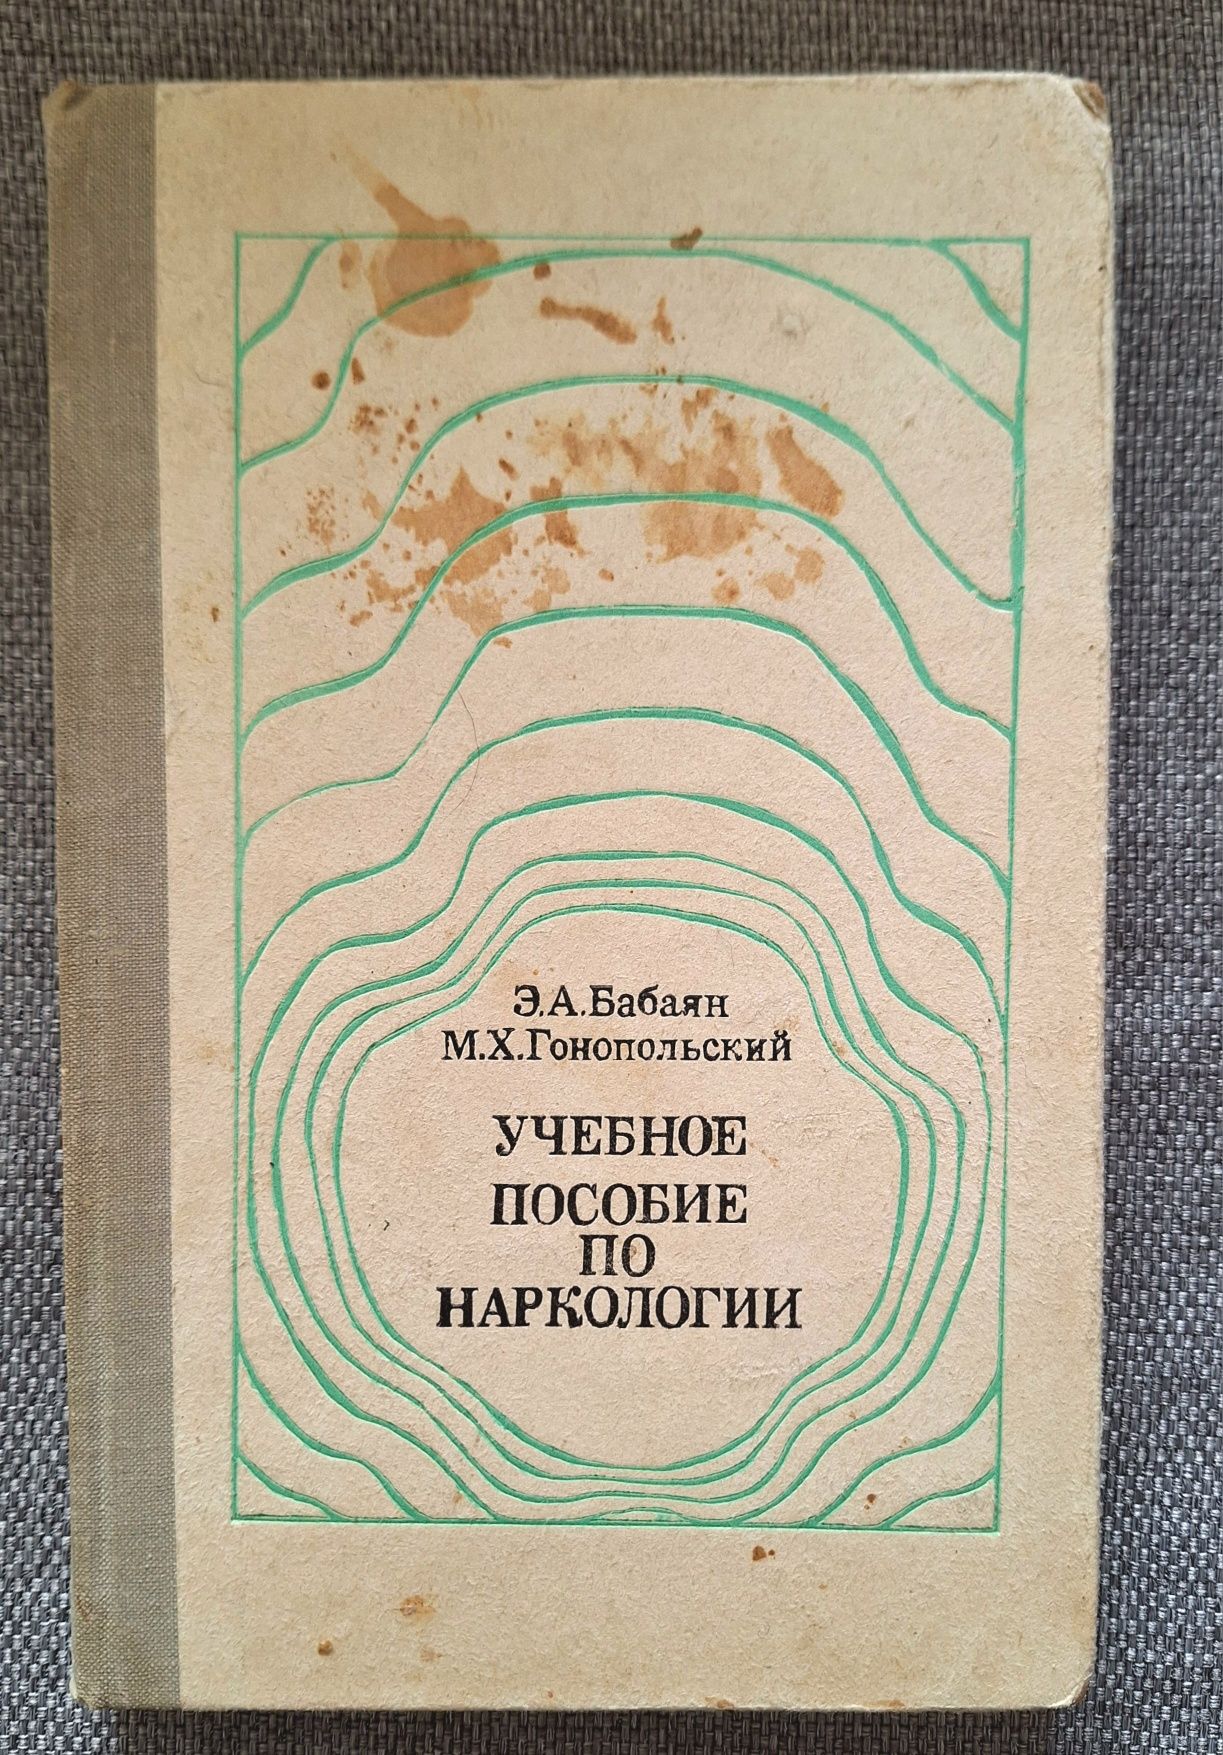 Э.А.Бабаян
М.Х.Гонопольский
УЧЕБНОЕ
ПОСОБИЕ
ПО
НАРКОЛОГИИ